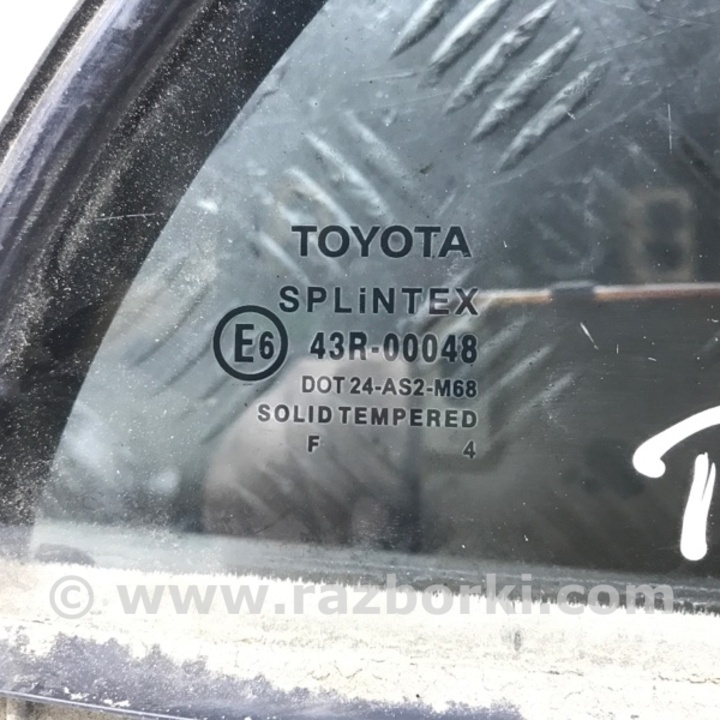 TOYOTA
SPLiNTEX
E6 43R-00048
DOT 24-AS2-M68
SOLID TEMPERED
F 4
© www.razborki.com